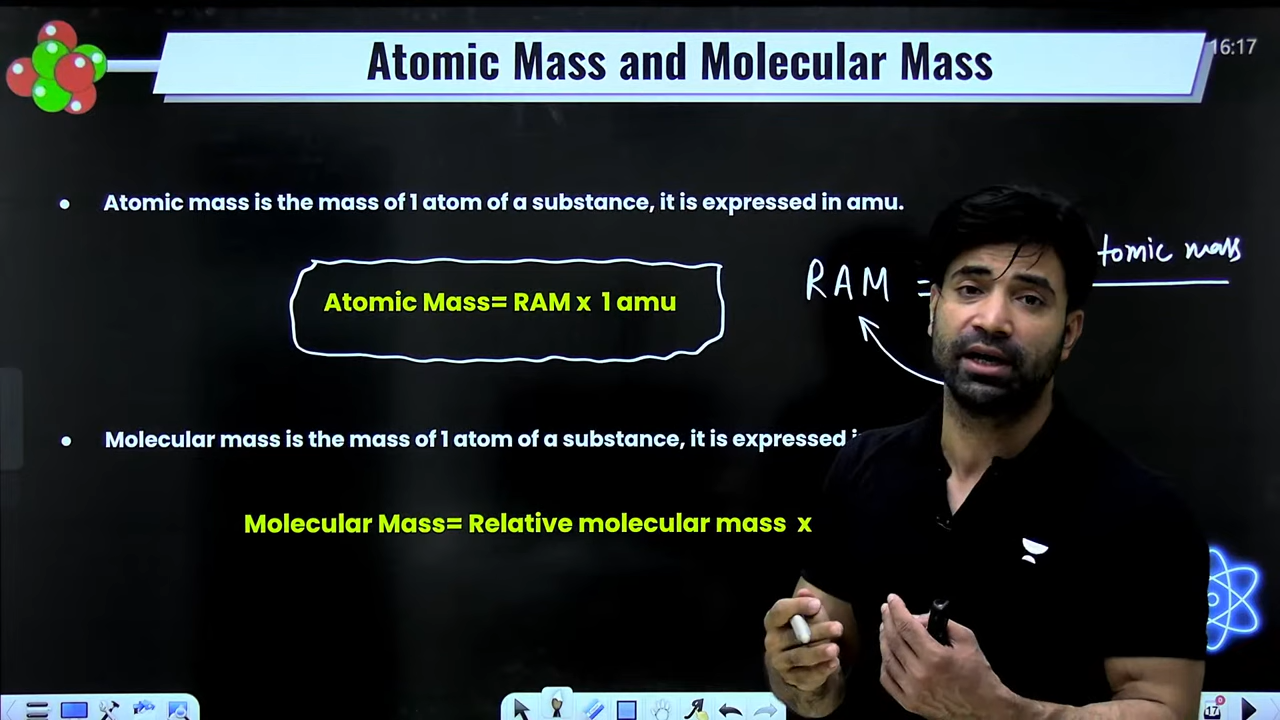 Atomic Mass and Molecular Mass
16:17
Atomic mass is the mass of 1 atom of a substance, it is expressed in amu.
tomic mass
RAM =
Atomic Mass= RAM x 1 amu
Molecular mass is the mass of 1 atom of a substance, it is expressed
Molecular Mass= Relative molecular mass x
17